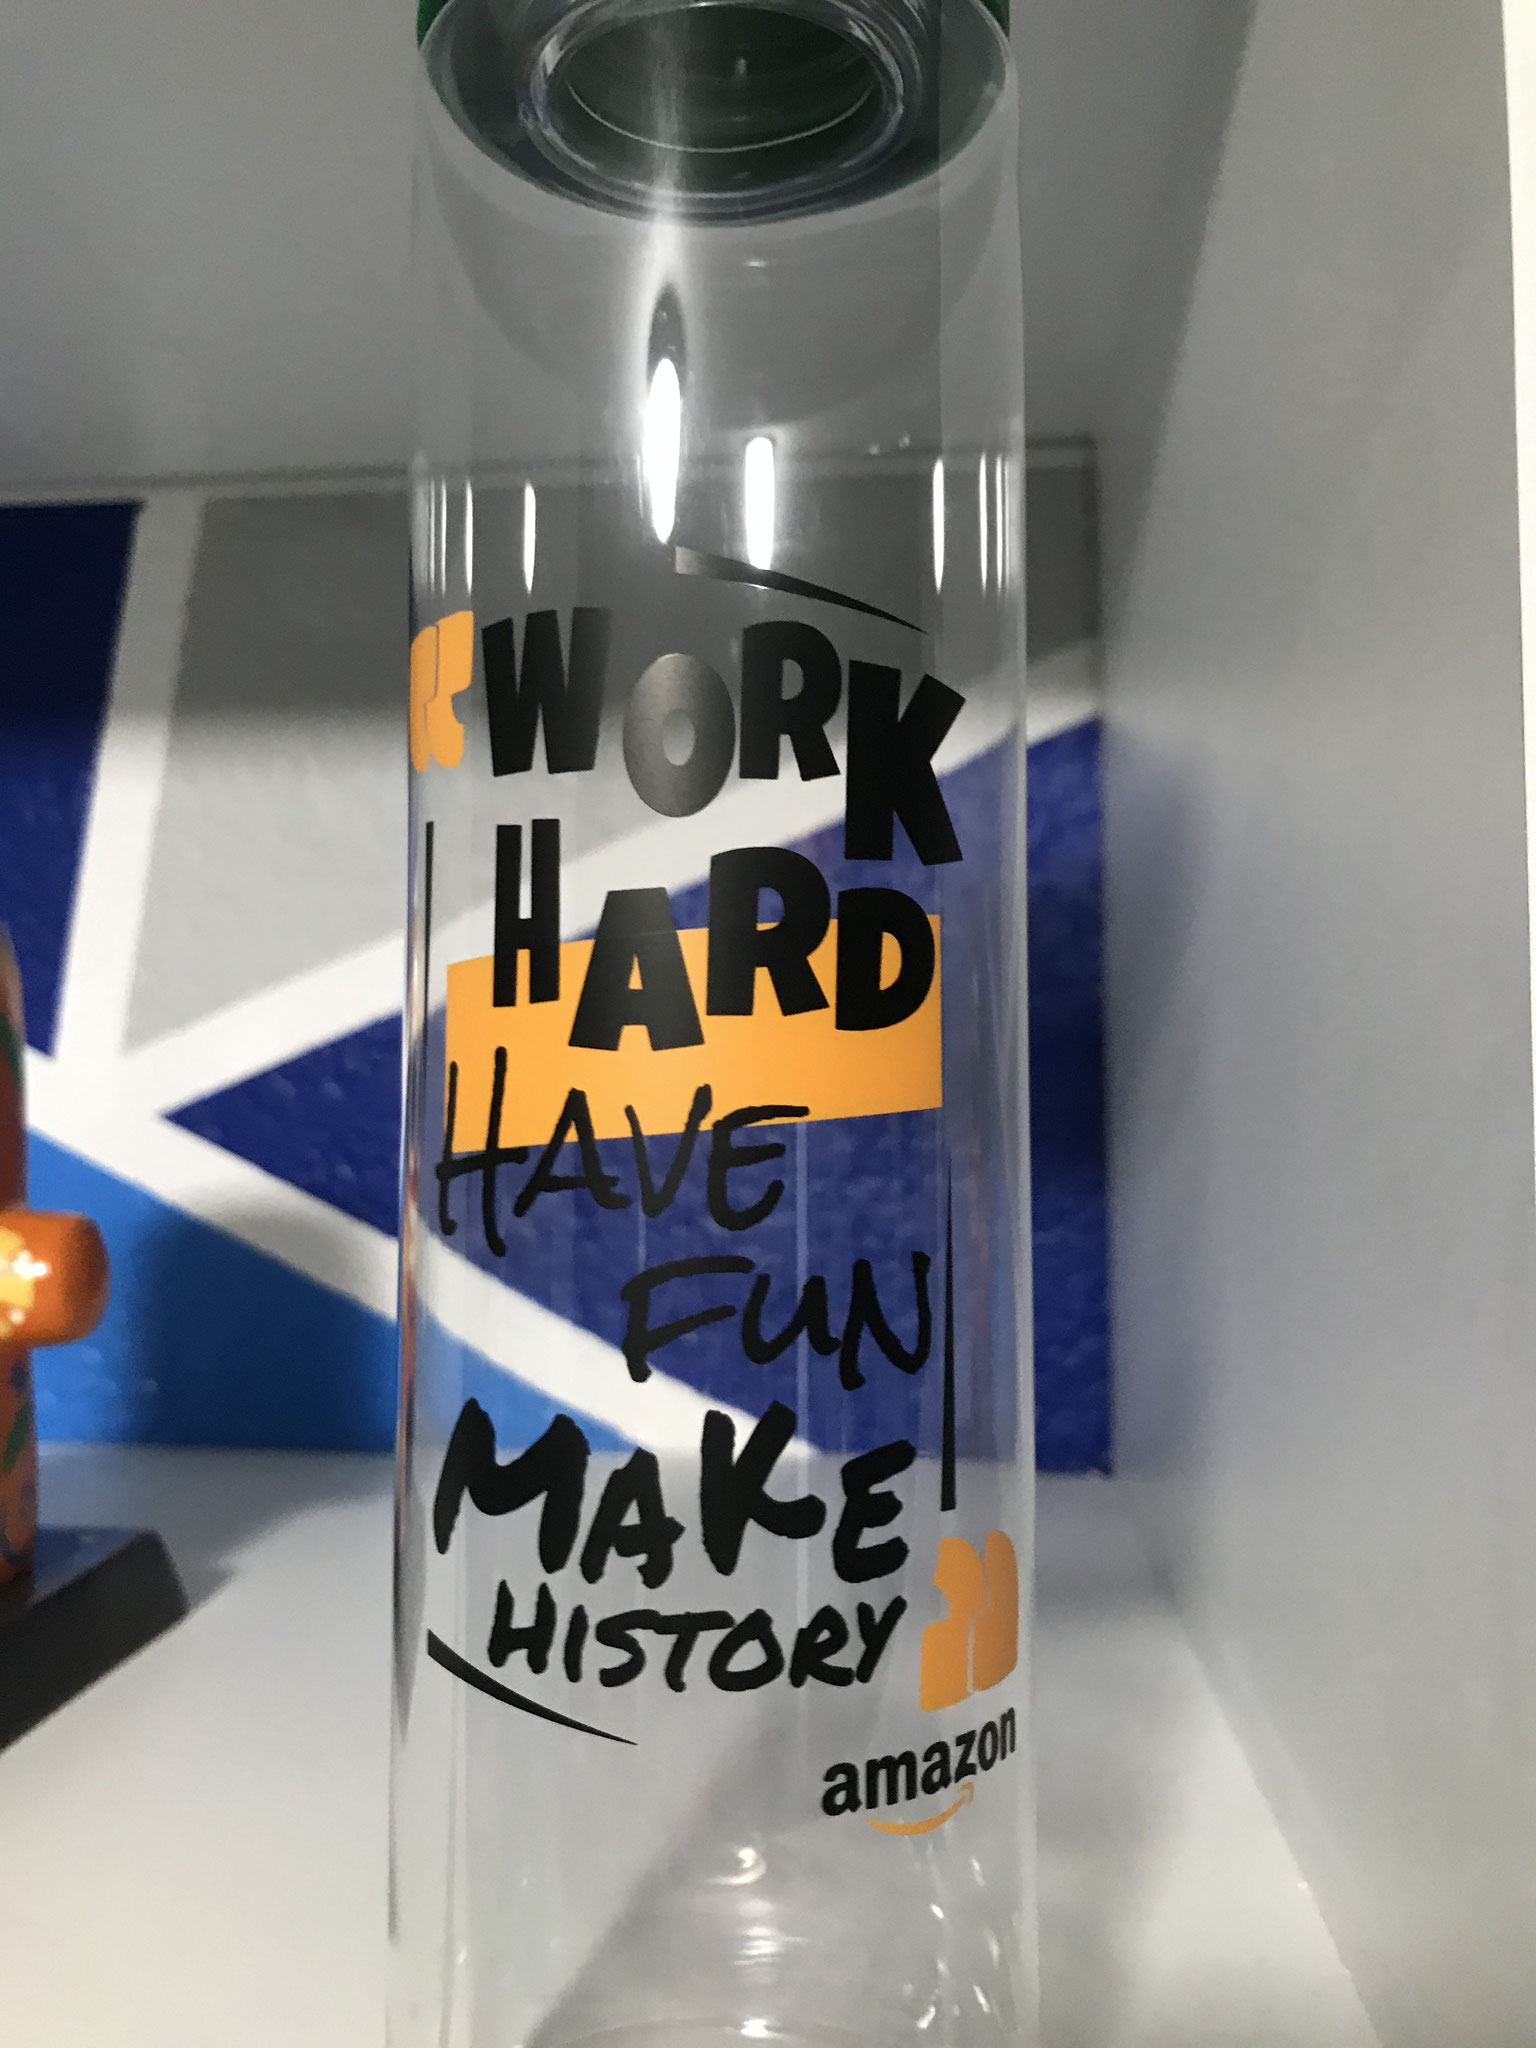 “WORK
HARD
HAVE
FUN
MAKE
HISTORY”
amazon